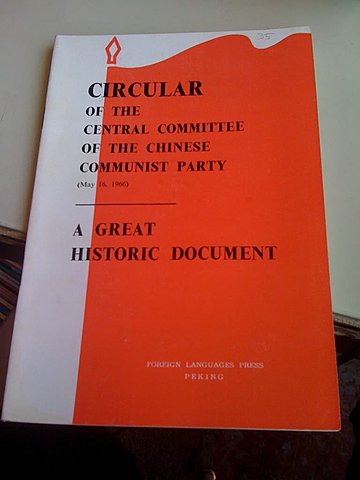 35
CIRCULAR
OF THE
CENTRAL COMMITTEE
OF THE CHINESE
COMMUNIST PARTY
(May 16, 1966)
A GREAT
HISTORIC DOCUMENT
FOREIGN LANGUAGES PRESS
PEKING